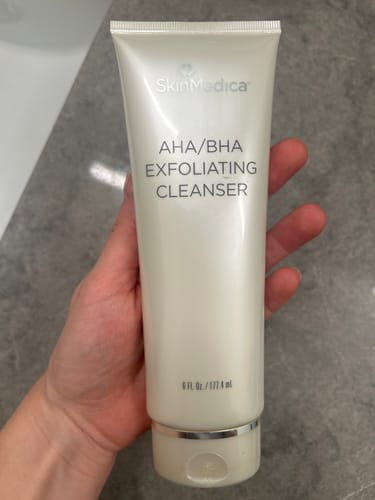 SkinMedica®
AHA/BHA
EXFOLIATING
CLEANSER
6 Fl. Oz. / 177.4 ml